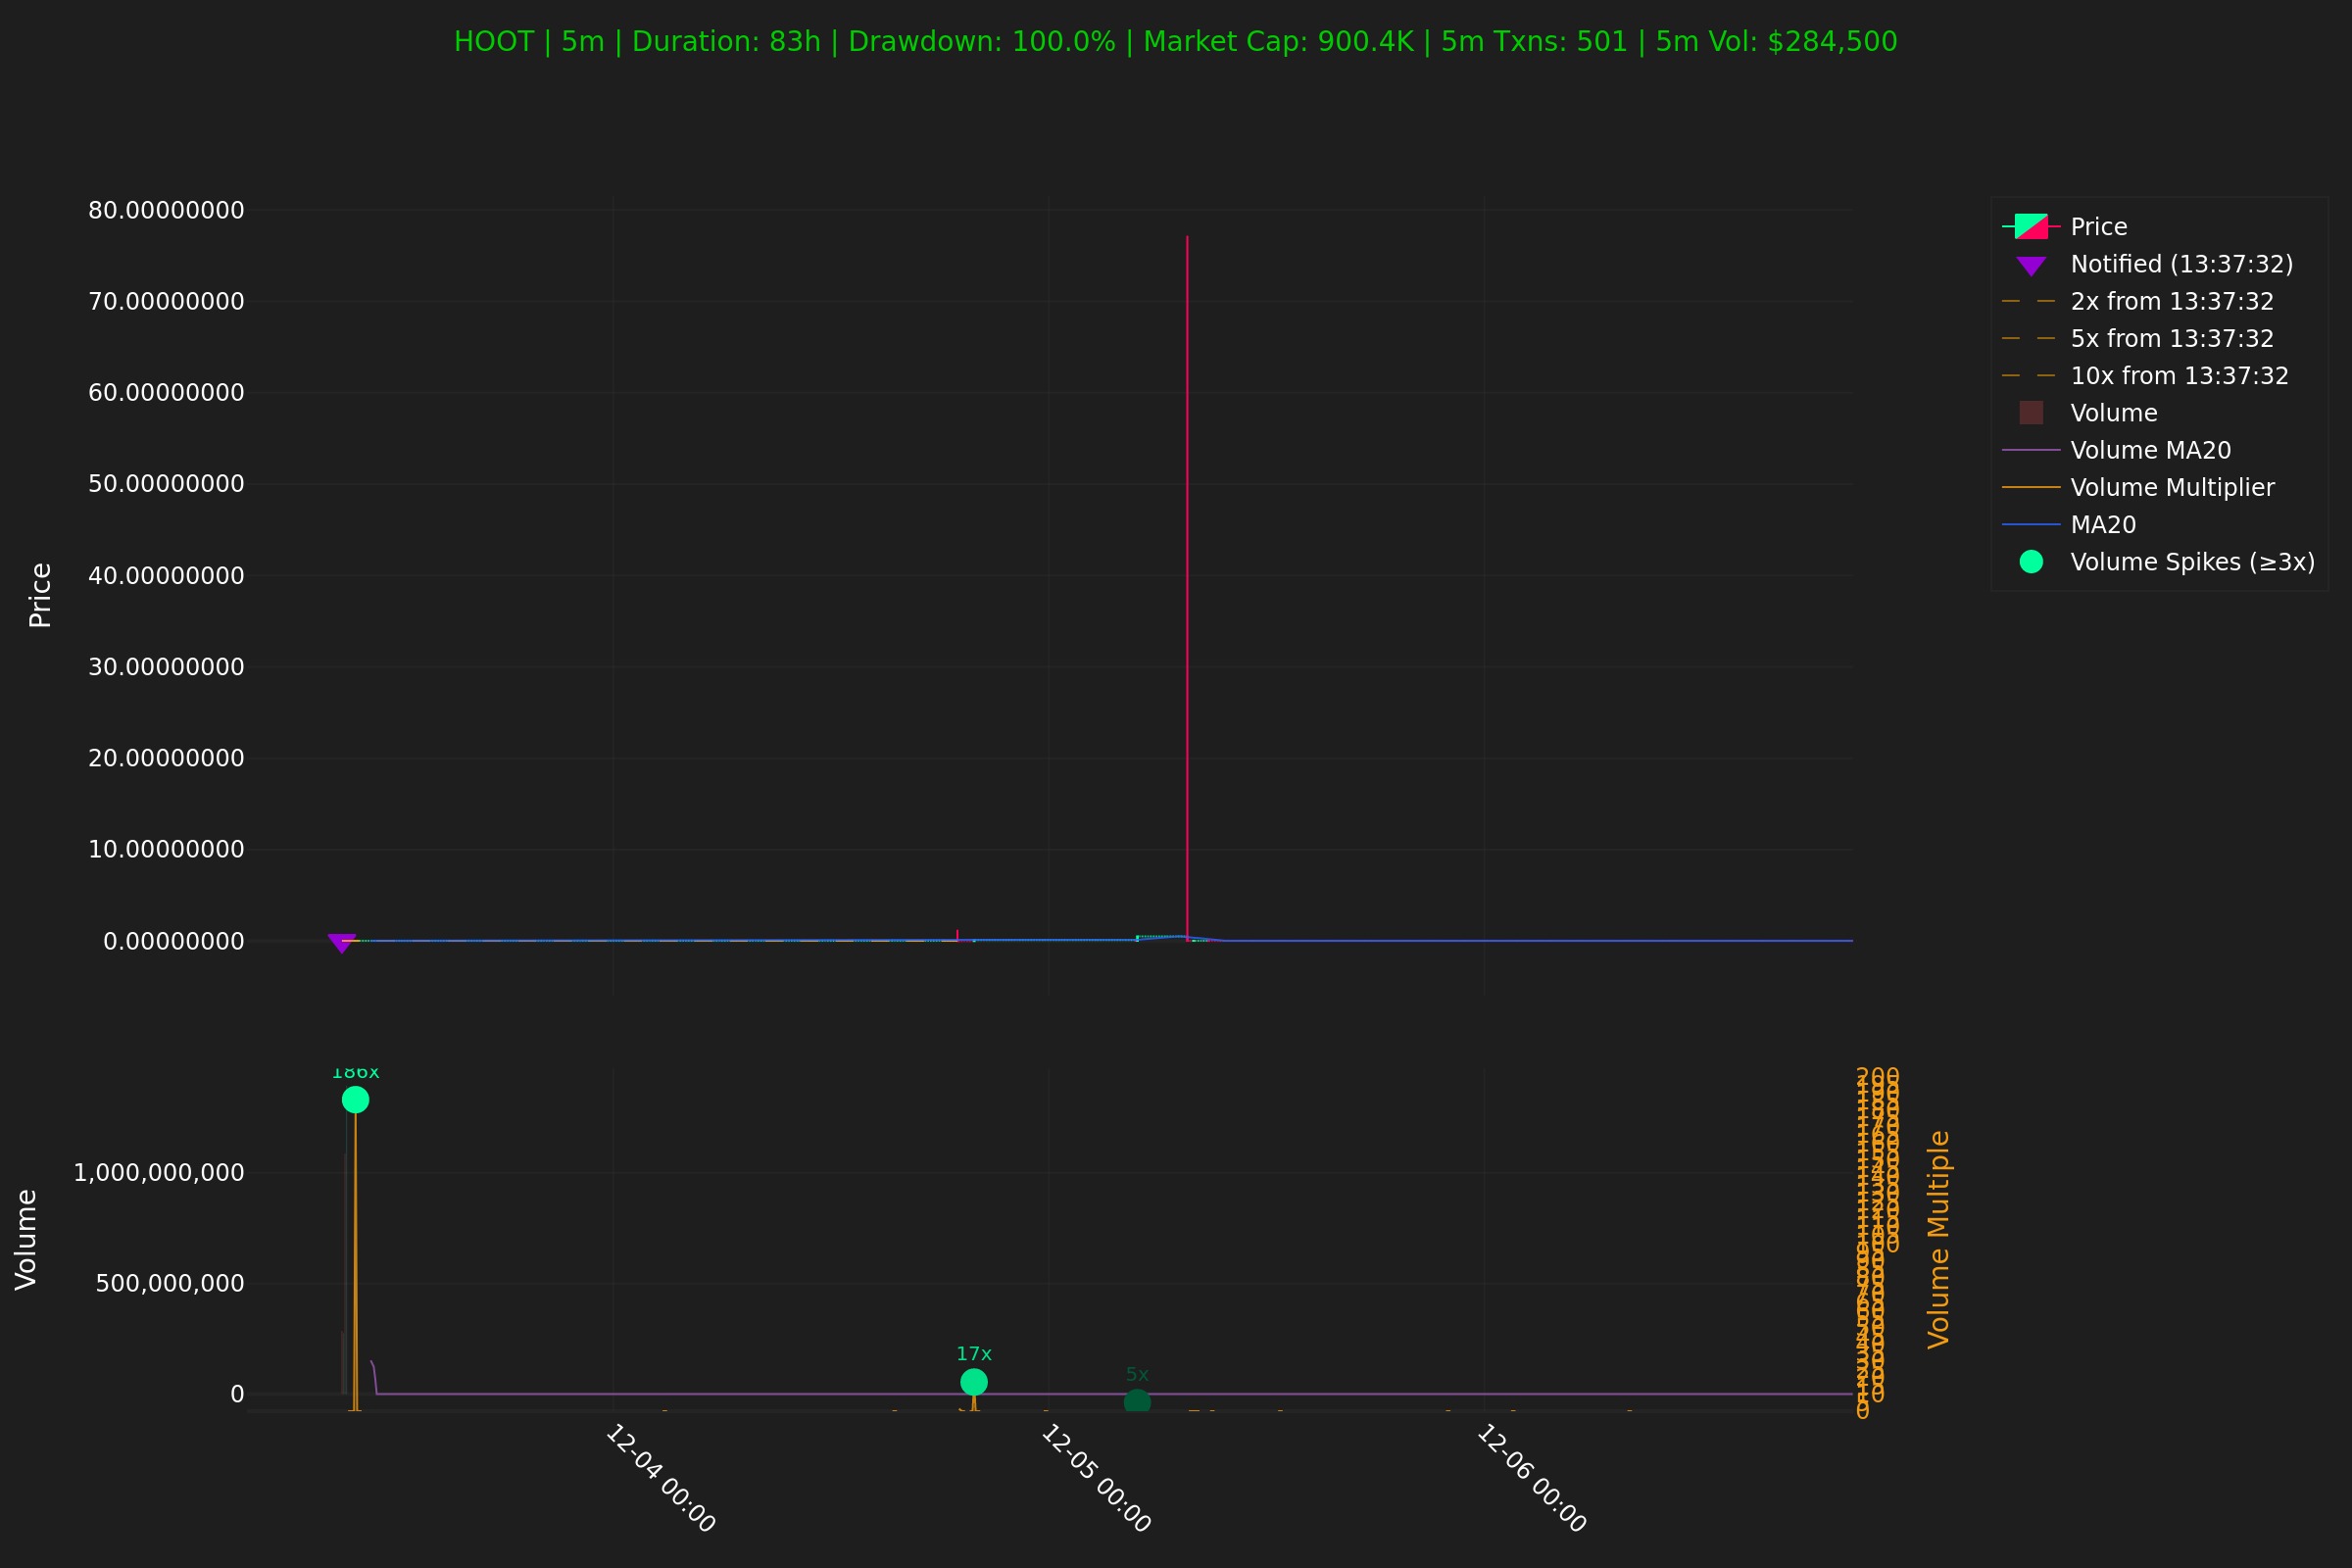 HOOT | 5m | Duration: 83h | Drawdown: 100.0% | Market Cap: 900.4K | 5m Txns: 501 | 5m Vol: $284,500
80.00000000
70.00000000
60.00000000
50.00000000
40.00000000
30.00000000
20.00000000
10.00000000
0.00000000
Price
Price
Notified (13:37:32)
2x from 13:37:32
5x from 13:37:32
10x from 13:37:32
Volume
Volume MA20
Volume Multiplier
MA20
Volume Spikes (≥3x)
186x
17x
5x
1,000,000,000
500,000,000
0
Volume
200
100
0
Volume Multiple
12-04 00:00
12-05 00:00
12-06 00:00